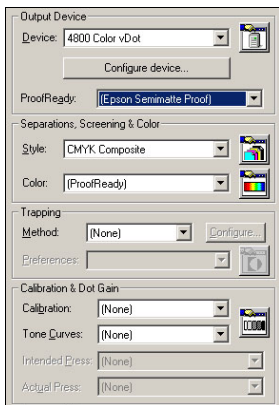 Output Device
Device: 4800 Color vDot
Configure device...
ProofReady: (Epson Semimatte Proof)
Separations, Screening & Color
Style: CMYK Composite
Color: (ProofReady)
Trapping
Method: (None) Configure...
Preferences:
Calibration & Dot Gain
Calibration: (None)
Tone Curves: (None)
Intended Press: (None)
Actual Press: (None)